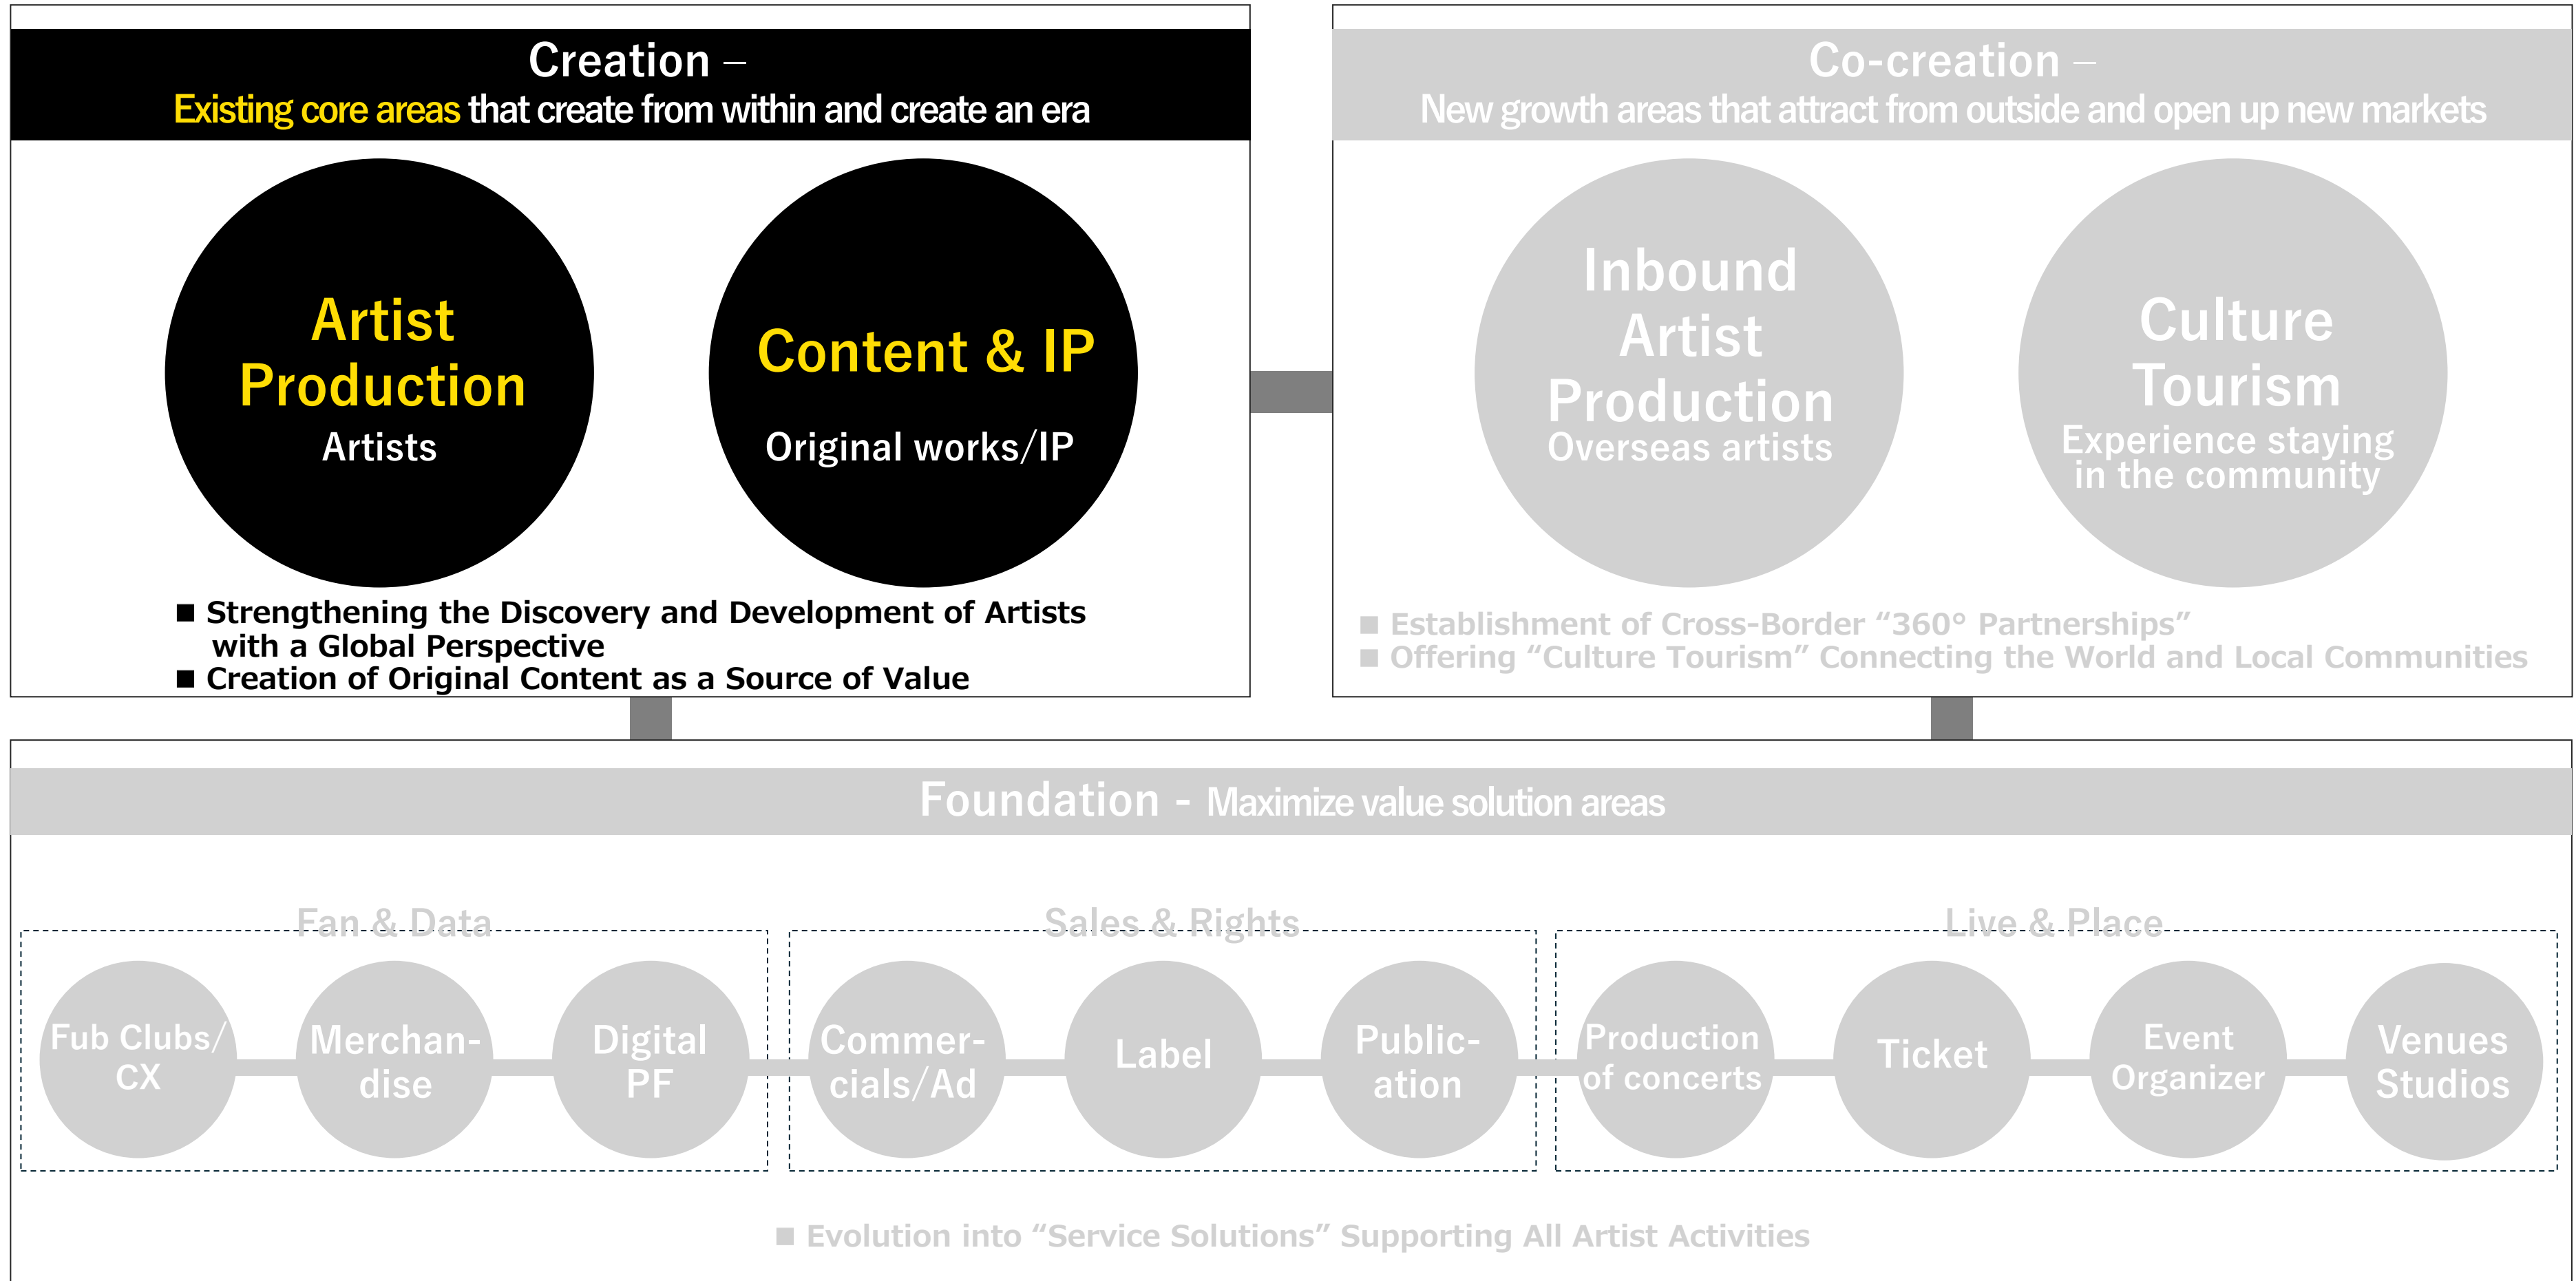 Creation –
Existing core areas that create from within and create an era
Artist
Production
Artists
Content & IP
Original works/IP
■ Strengthening the Discovery and Development of Artists
with a Global Perspective
■ Creation of Original Content as a Source of Value
Co-creation –
New growth areas that attract from outside and open up new markets
Inbound
Artist
Production
Overseas artists
Culture
Tourism
Experience staying
in the community
■ Establishment of Cross-Border “360° Partnerships”
■ Offering “Culture Tourism” Connecting the World and Local Communities
Foundation - Maximize value solution areas
Fan & Data
Fub Clubs/
CX
Merchan-
dise
Digital
PF
Sales & Rights
Commer-
cials/Ad
Label
Public-
ation
Live & Place
Production
of concerts
Ticket
Event
Organizer
Venues
Studios
■ Evolution into “Service Solutions” Supporting All Artist Activities